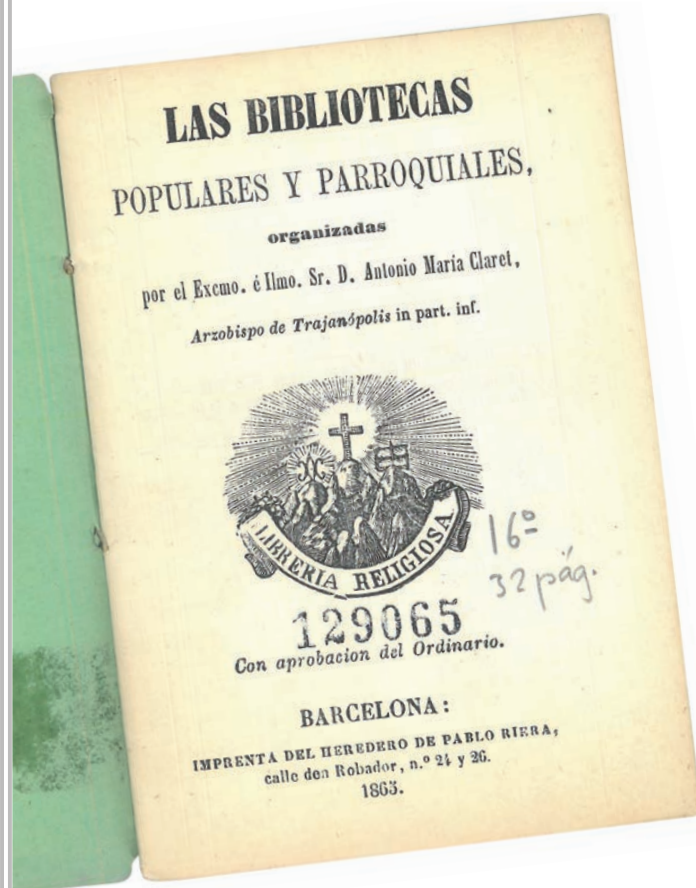 LAS BIBLIOTECAS
POPULARES Y PARROQUIALES,
organizadas
por el Excmo. é Ilmo. Sr. D. Antonio María Claret,
Arzobispo de Trajanópolis in part. inf.
LIBRERIA RELIGIOSA
16º
32 pág.
129065
Con aprobacion del Ordinario.
BARCELONA:
IMPRENTA DEL HEREDERO DE PABLO RIERA,
calle den Robador, n.º 24 y 26.
1863.